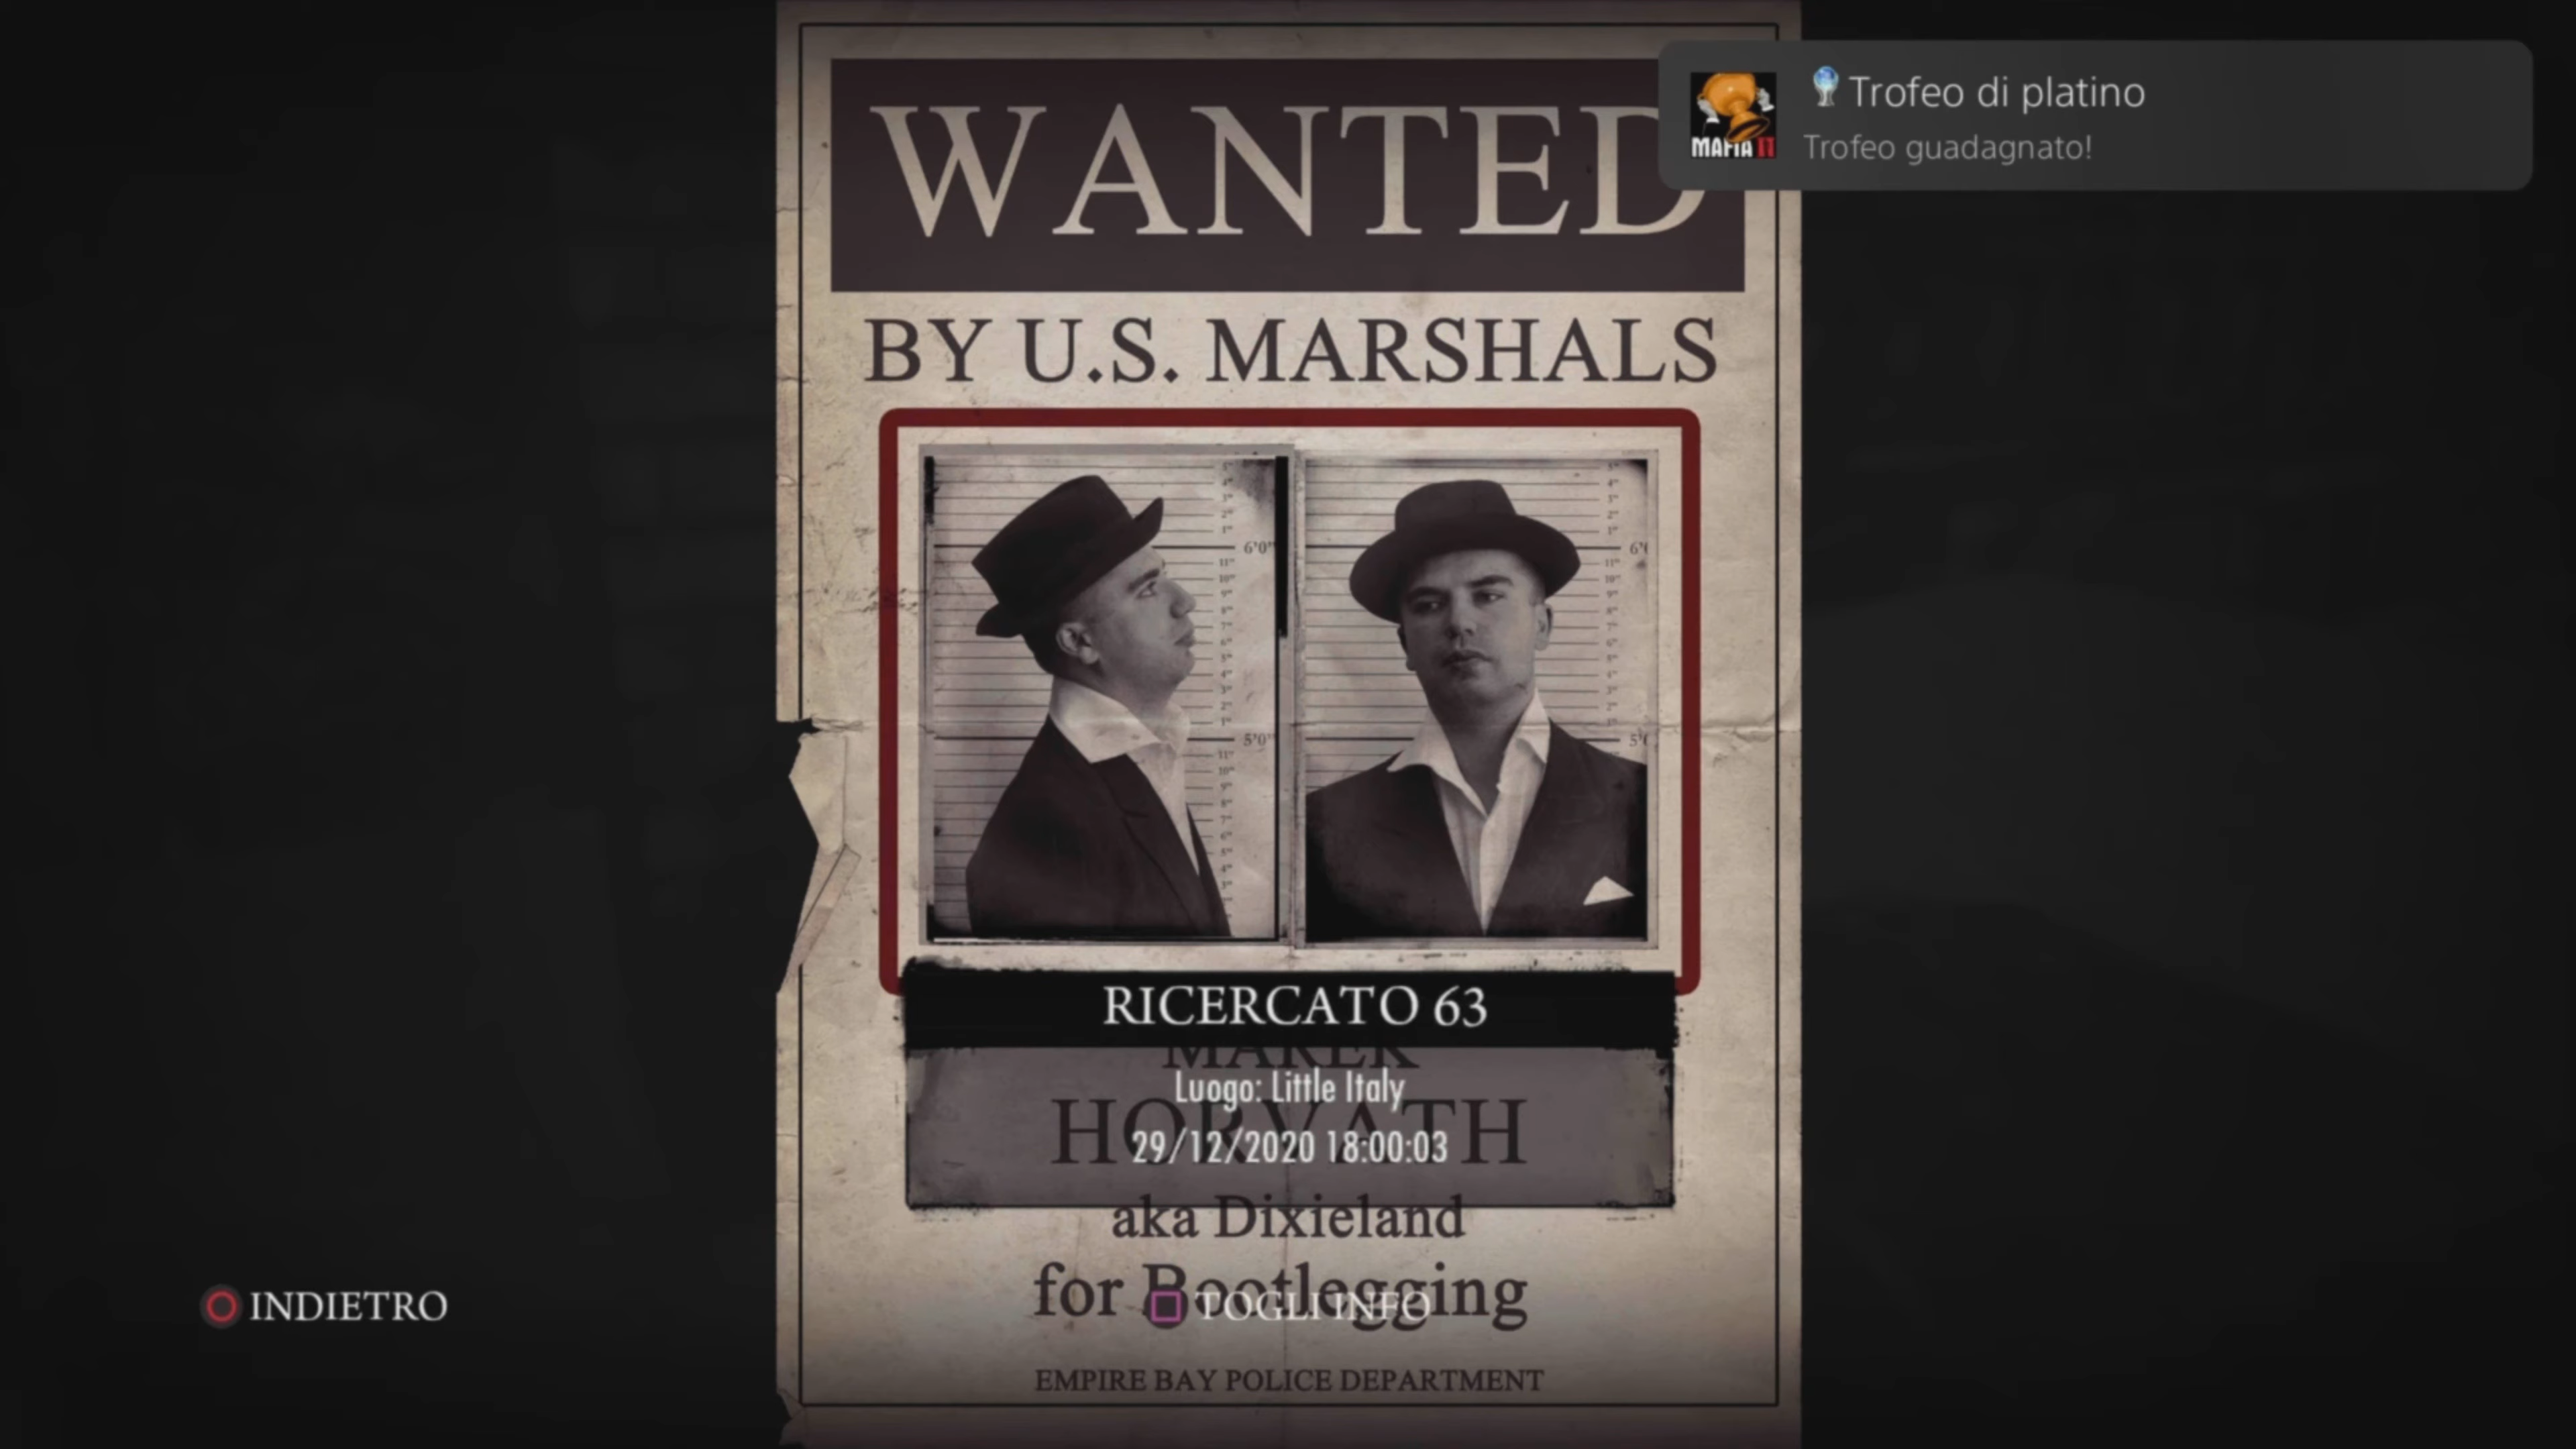 WANTED
Trofeo di platino
MAFIA II
Trofeo guadagnato!
BY U.S. MARSHALS
6'0"
5'0"
RICERCATO 63
MAREK
Luogo: Little Italy
HORVATH
29/12/2020 18:00:03
aka Dixieland
for Bootlegging
INDIETRO
TOGLI INFO
EMPIRE BAY POLICE DEPARTMENT